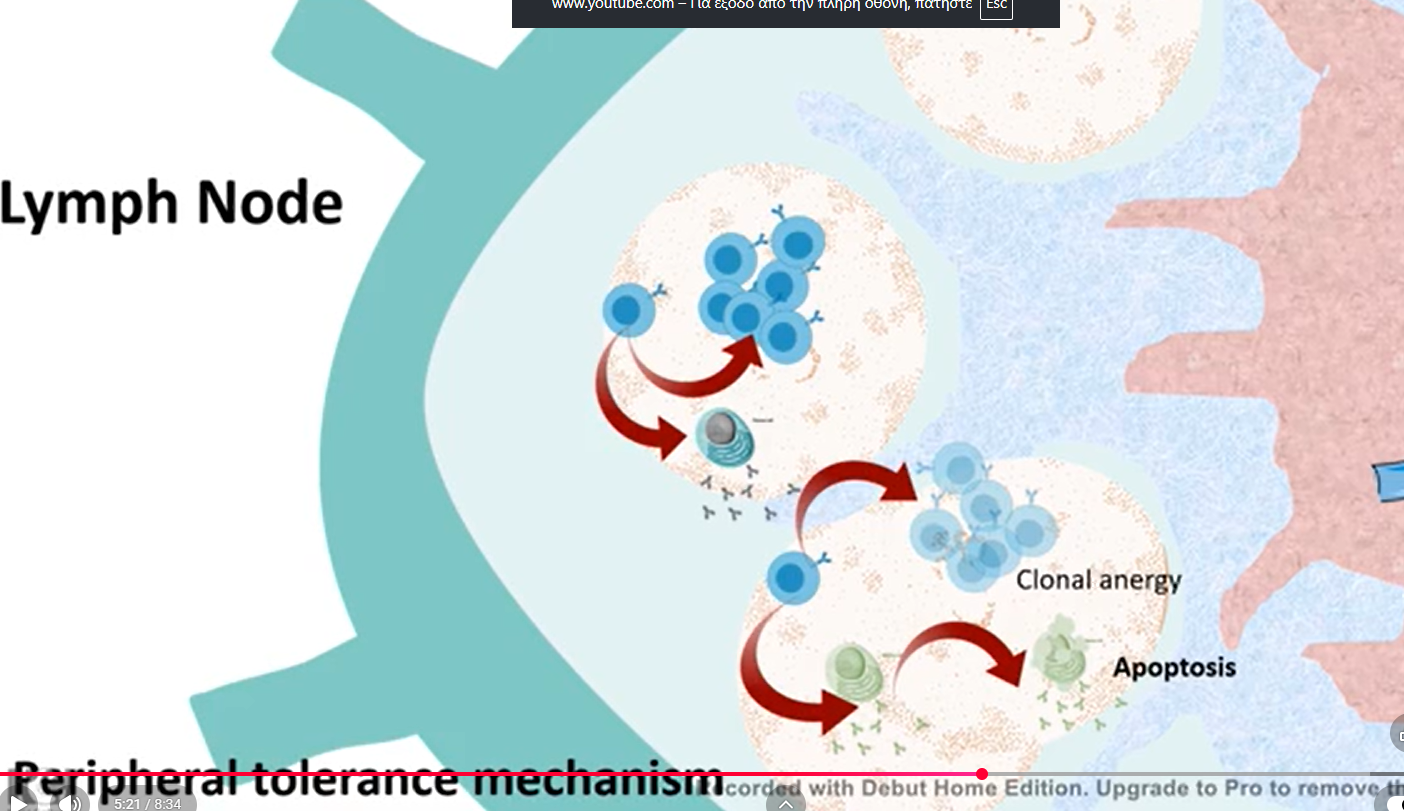 www.youtube.com – Για έξοδο από την πλήρη οθόνη, πατήστε Esc
Lymph Node
Clonal anergy
Apoptosis
Peripheral tolerance mechanism
corded with Debut Home Edition. Upgrade to Pro to remove th
5:21 / 8:34